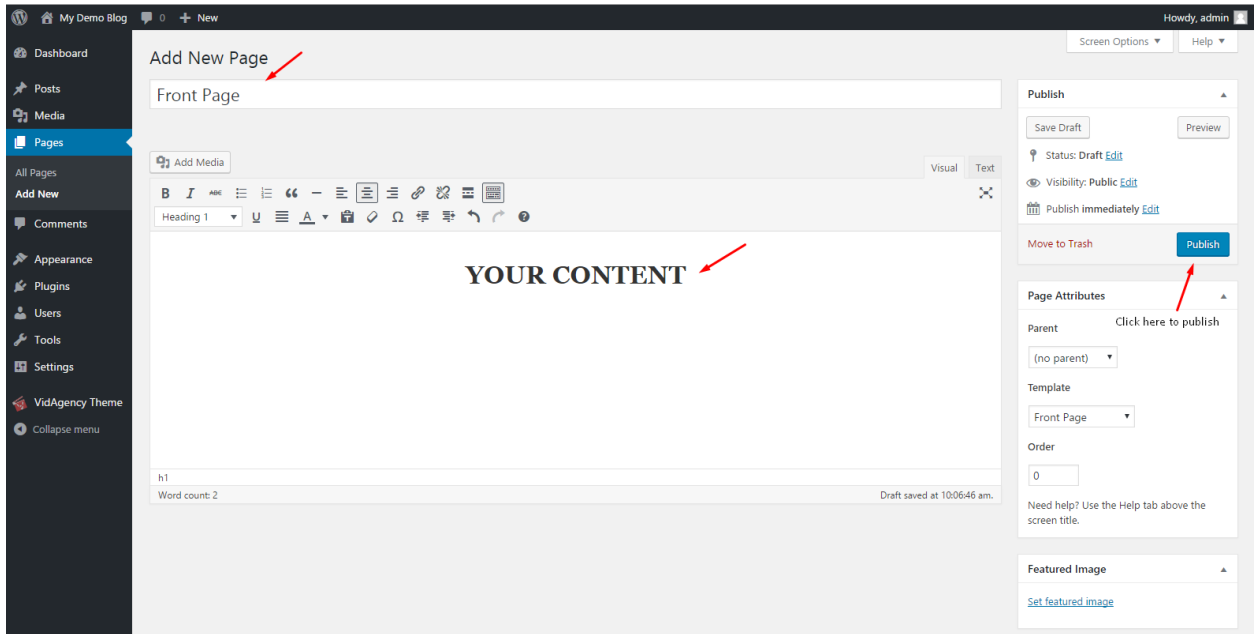 My Demo Blog 0 + New Howdy, admin
Dashboard
Posts
Media
Pages
All Pages
Add New
Comments
Appearance
Plugins
Users
Tools
Settings
VidAgency Theme
Collapse menu
Screen Options ▼ Help ▼
Add New Page
Front Page
Add Media
Visual Text
B I ABC
Heading 1 ▼ U A ▼ Ω
YOUR CONTENT
h1
Word count: 2 Draft saved at 10:06:46 am.
Publish
Save Draft Preview
Status: Draft Edit
Visibility: Public Edit
Publish immediately Edit
Move to Trash Publish
Click here to publish
Page Attributes
Parent
(no parent)
Template
Front Page
Order
0
Need help? Use the Help tab above the
screen title.
Featured Image
Set featured image